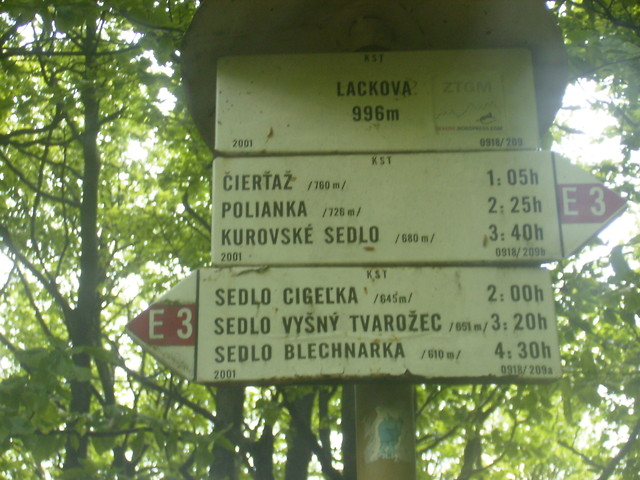 KST
LACKOVÁ
996m
ZTGM
2001 0918/209
KST
ČIERŤAŽ /760 m/ 1:05h
POLIANKA /726 m/ 2:25h
KUROVSKÉ SEDLO /680 m/ 3:40h
2001 0918/209b
E 3
KST
SEDLO CIGEĽKA /645m/ 2:00h
SEDLO VYŠNÝ TVAROŽEC /651 m/ 3:20h
SEDLO BLECHNARKA /610 m/ 4:30h
2001 0918/209a
E 3